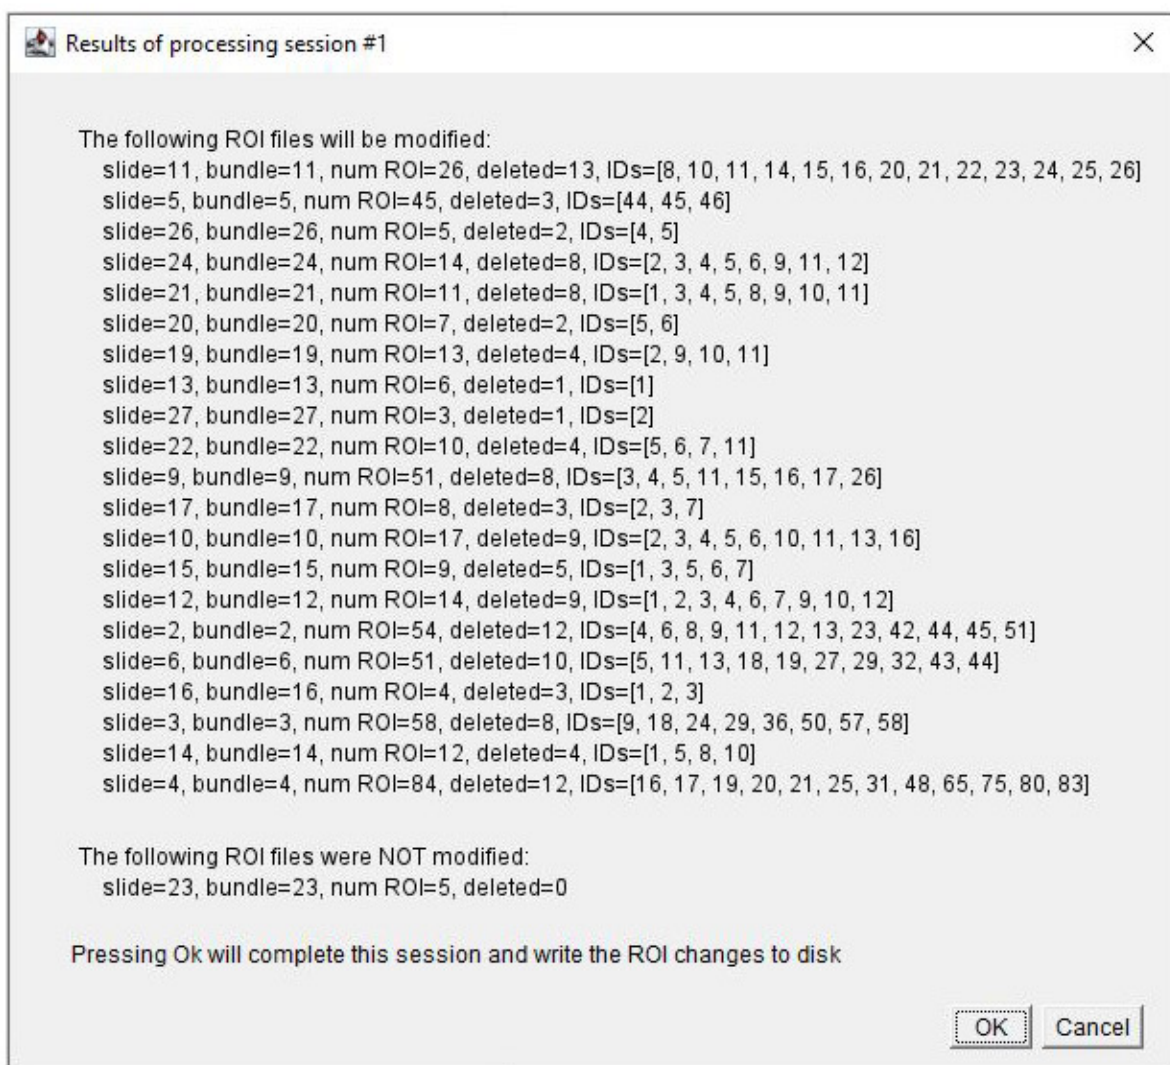 Results of processing session #1
The following ROI files will be modified:
slide=11, bundle=11, num ROI=26, deleted=13, IDs=[8, 10, 11, 14, 15, 16, 20, 21, 22, 23, 24, 25, 26]
slide=5, bundle=5, num ROI=45, deleted=3, IDs=[44, 45, 46]
slide=26, bundle=26, num ROI=5, deleted=2, IDs=[4, 5]
slide=24, bundle=24, num ROI=14, deleted=8, IDs=[2, 3, 4, 5, 6, 9, 11, 12]
slide=21, bundle=21, num ROI=11, deleted=8, IDs=[1, 3, 4, 5, 8, 9, 10, 11]
slide=20, bundle=20, num ROI=7, deleted=2, IDs=[5, 6]
slide=19, bundle=19, num ROI=13, deleted=4, IDs=[2, 9, 10, 11]
slide=13, bundle=13, num ROI=6, deleted=1, IDs=[1]
slide=27, bundle=27, num ROI=3, deleted=1, IDs=[2]
slide=22, bundle=22, num ROI=10, deleted=4, IDs=[5, 6, 7, 11]
slide=9, bundle=9, num ROI=51, deleted=8, IDs=[3, 4, 5, 11, 15, 16, 17, 26]
slide=17, bundle=17, num ROI=8, deleted=3, IDs=[2, 3, 7]
slide=10, bundle=10, num ROI=17, deleted=9, IDs=[2, 3, 4, 5, 6, 10, 11, 13, 16]
slide=15, bundle=15, num ROI=9, deleted=5, IDs=[1, 3, 5, 6, 7]
slide=12, bundle=12, num ROI=14, deleted=9, IDs=[1, 2, 3, 4, 6, 7, 9, 10, 12]
slide=2, bundle=2, num ROI=54, deleted=12, IDs=[4, 6, 8, 9, 11, 12, 13, 23, 42, 44, 45, 51]
slide=6, bundle=6, num ROI=51, deleted=10, IDs=[5, 11, 13, 18, 19, 27, 29, 32, 43, 44]
slide=16, bundle=16, num ROI=4, deleted=3, IDs=[1, 2, 3]
slide=3, bundle=3, num ROI=58, deleted=8, IDs=[9, 18, 24, 29, 36, 50, 57, 58]
slide=14, bundle=14, num ROI=12, deleted=4, IDs=[1, 5, 8, 10]
slide=4, bundle=4, num ROI=84, deleted=12, IDs=[16, 17, 19, 20, 21, 25, 31, 48, 65, 75, 80, 83]
The following ROI files were NOT modified:
slide=23, bundle=23, num ROI=5, deleted=0
Pressing Ok will complete this session and write the ROI changes to disk
OK Cancel